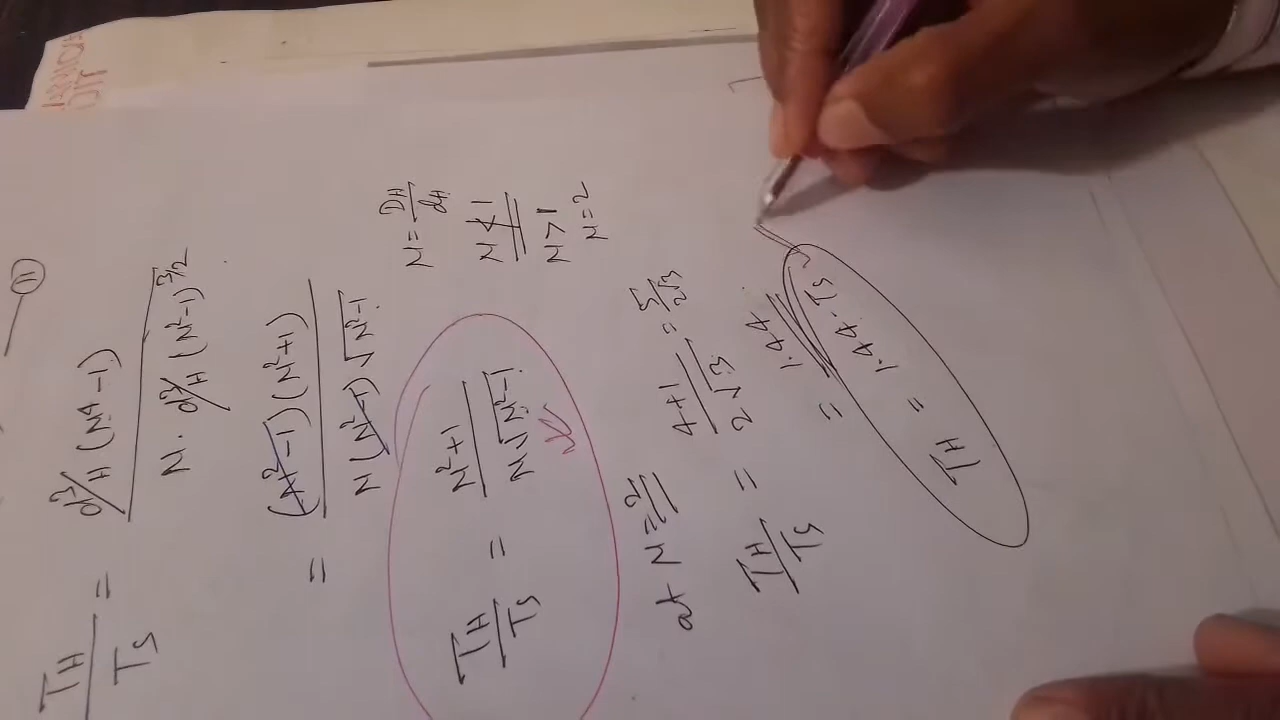 (11)
TH/TS = d³H (N⁴-1) / N. d³H (N²-1)^3/2
= (N²-1)(N²+1) / N(N²-1)√N²-1
N = DH/dH
N ≮ 1
N > 1
N = 2
TH/TS = N²+1 / N√N²-1
at N = 2
TH/TS = 4+1 / 2√3 = 5/2√3
= 1.44
TH = 1.44 · TS